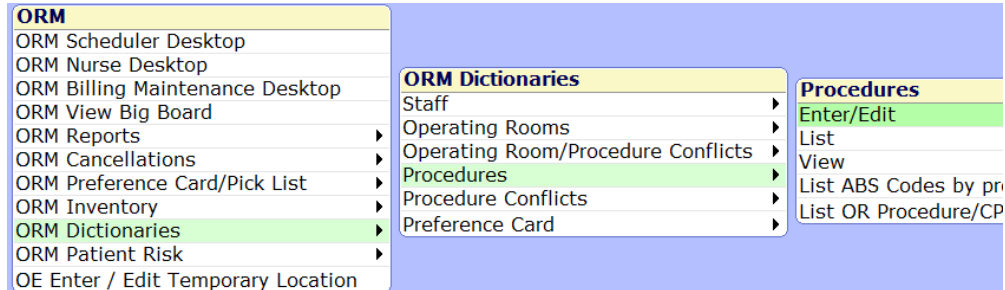 ORM
ORM Scheduler Desktop
ORM Nurse Desktop
ORM Billing Maintenance Desktop
ORM View Big Board
ORM Reports
ORM Cancellations
ORM Preference Card/Pick List
ORM Inventory
ORM Dictionaries
ORM Patient Risk
OE Enter / Edit Temporary Location
ORM Dictionaries
Staff
Operating Rooms
Operating Room/Procedure Conflicts
Procedures
Procedure Conflicts
Preference Card
Procedures
Enter/Edit
List
View
List ABS Codes by
List OR